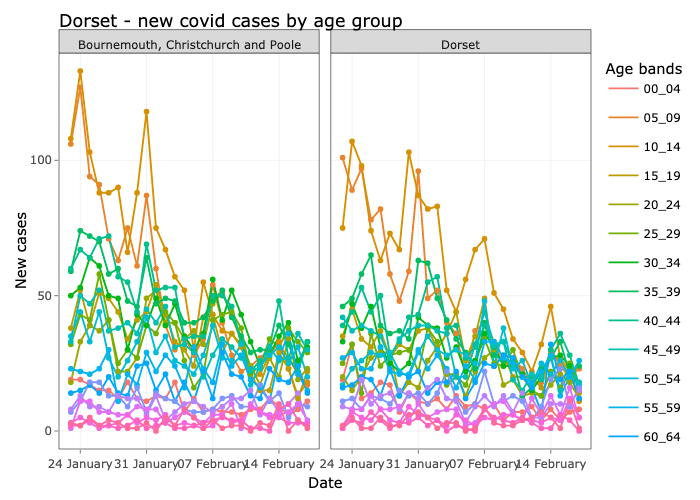 Dorset - new covid cases by age group
Bournemouth, Christchurch and Poole
Dorset
Age bands
00_04
05_09
10_14
15_19
20_24
25_29
30_34
35_39
40_44
45_49
50_54
55_59
60_64
New cases
100
50
0
24 January
31 January
07 February
14 February
24 January
31 January
07 February
14 February
Date